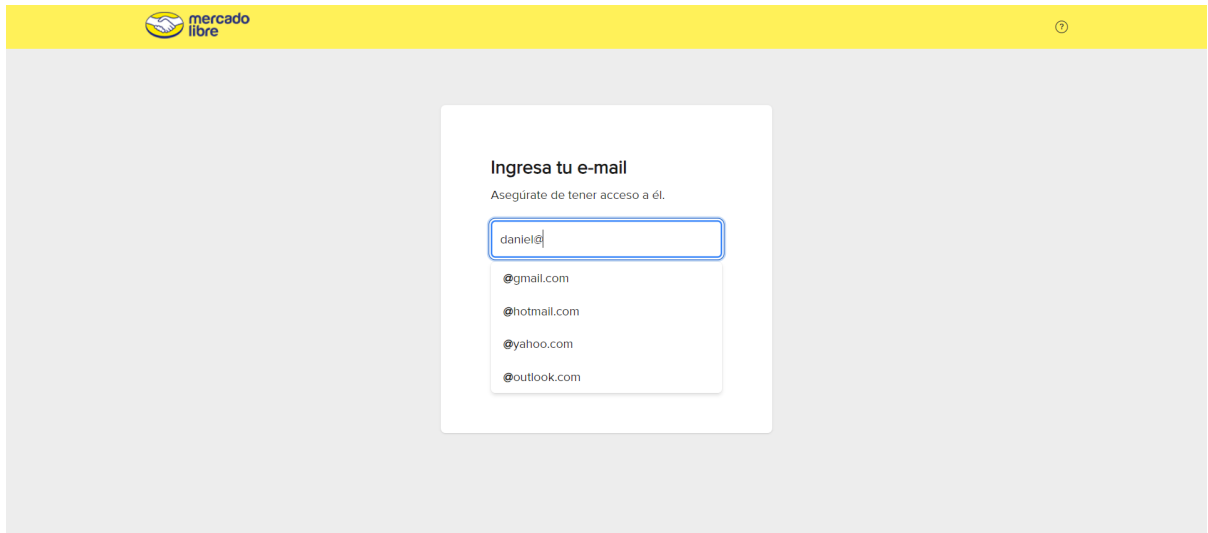 mercado
libre
?
Ingresa tu e-mail
Asegúrate de tener acceso a él.
daniel@
@gmail.com
@hotmail.com
@yahoo.com
@outlook.com